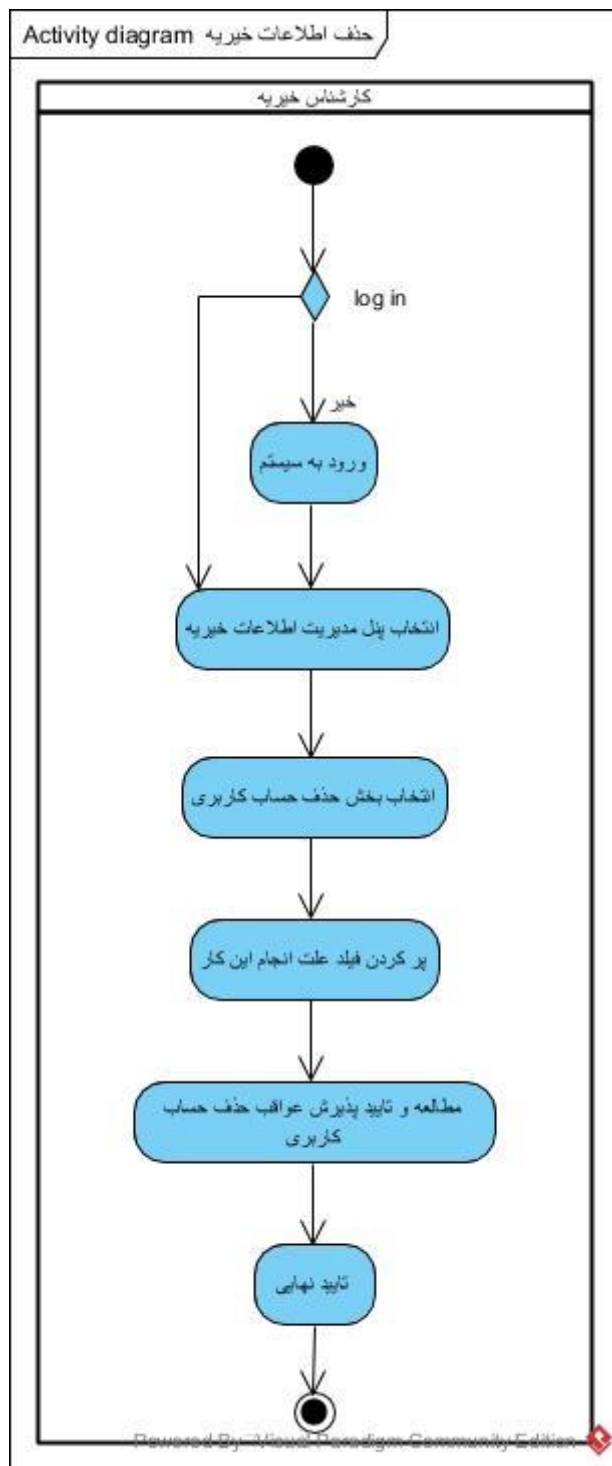 Activity diagram حذف اطلاعات خیریه
کارشناس خیریه
log in
خیر
ورود به سیستم
انتخاب پنل مدیریت اطلاعات خیریه
انتخاب بخش حذف حساب کاربری
پر کردن فیلد علت انجام این کار
مطالعه و تایید پذیرش عواقب حذف حساب
کاربری
تایید نهایی
Powered By Visual Paradigm Community Edition